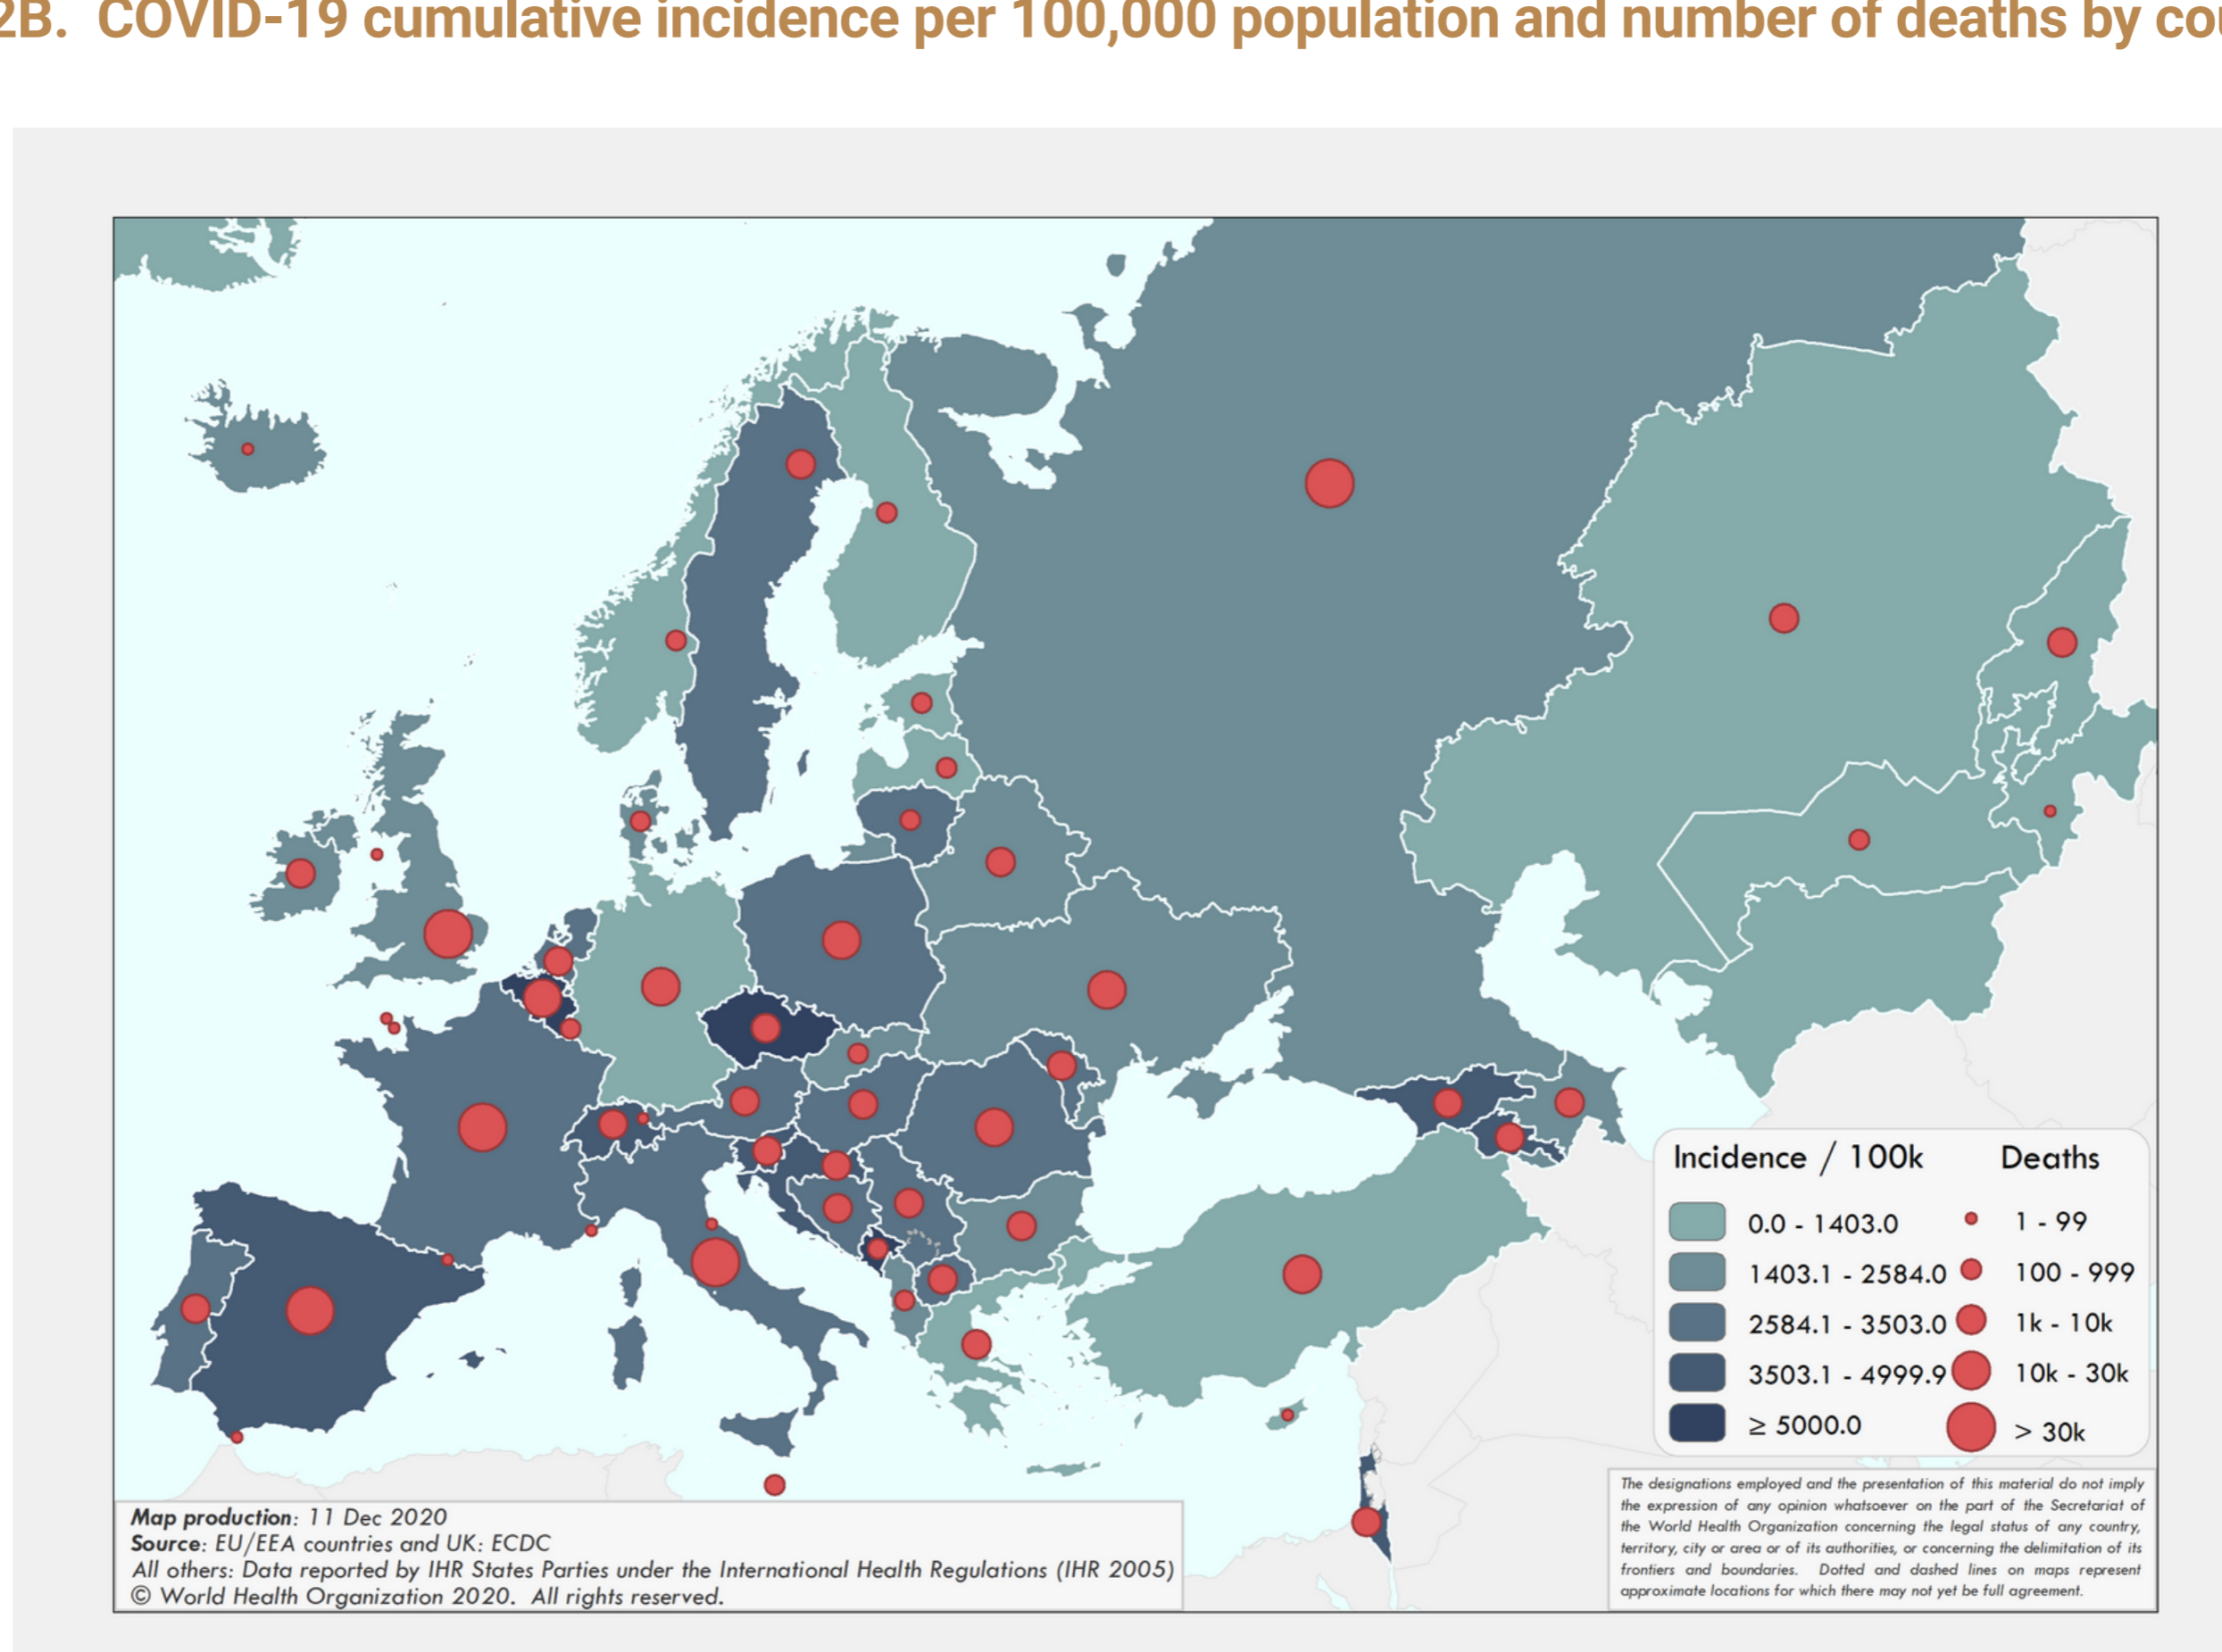 2B. COVID-19 cumulative incidence per 100,000 population and number of deaths by cou
Incidence / 100k Deaths
0.0 - 1403.0 1 - 99
1403.1 - 2584.0 100 - 999
2584.1 - 3503.0 1k - 10k
3503.1 - 4999.9 10k - 30k
≥ 5000.0 > 30k
The designations employed and the presentation of this material do not imply
the expression of any opinion whatsoever on the part of the Secretariat of
the World Health Organization concerning the legal status of any country,
territory, city or area or of its authorities, or concerning the delimitation of its
frontiers and boundaries. Dotted and dashed lines on maps represent
approximate locations for which there may not yet be full agreement.
Map production: 11 Dec 2020
Source: EU/EEA countries and UK: ECDC
All others: Data reported by IHR States Parties under the International Health Regulations (IHR 2005)
© World Health Organization 2020. All rights reserved.